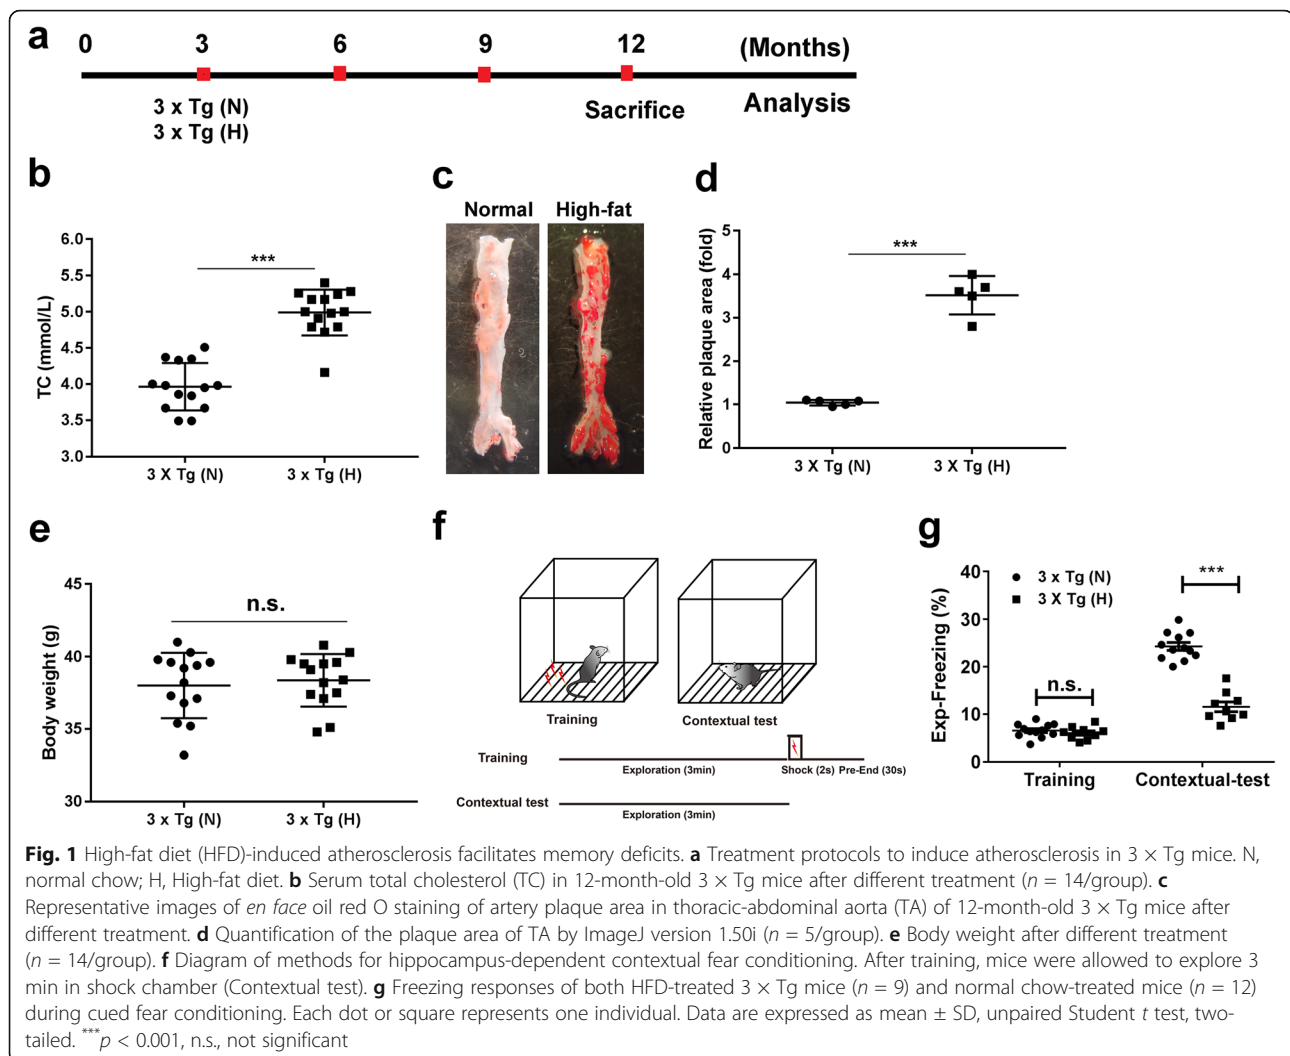 a
0 3 6 9 12 (Months)
3 x Tg (N)
3 x Tg (H)
Sacrifice
Analysis
b
TC (mmol/L)
6.0
5.5
5.0
4.5
4.0
3.5
3.0
***
3 X Tg (N) 3 x Tg (H)
c
Normal High-fat
d
Relative plaque area (fold)
5
4
3
2
1
0
***
3 X Tg (N) 3 X Tg (H)
e
Body weight (g)
45
40
35
30
n.s.
3 x Tg (N) 3 x Tg (H)
f
Training Contextual test
Training
Exploration (3min) Shock (2s) Pre-End (30s)
Contextual test
Exploration (3min)
g
Exp-Freezing (%)
40
30
20
10
0
3 x Tg (N)
3 X Tg (H)
n.s.
***
Training Contextual-test
Fig. 1 High-fat diet (HFD)-induced atherosclerosis facilitates memory deficits. a Treatment protocols to induce atherosclerosis in 3 × Tg mice. N,
normal chow; H, High-fat diet. b Serum total cholesterol (TC) in 12-month-old 3 × Tg mice after different treatment (n = 14/group). c
Representative images of en face oil red O staining of artery plaque area in thoracic-abdominal aorta (TA) of 12-month-old 3 × Tg mice after
different treatment. d Quantification of the plaque area of TA by ImageJ version 1.50i (n = 5/group). e Body weight after different treatment
(n = 14/group). f Diagram of methods for hippocampus-dependent contextual fear conditioning. After training, mice were allowed to explore 3
min in shock chamber (Contextual test). g Freezing responses of both HFD-treated 3 × Tg mice (n = 9) and normal chow-treated mice (n = 12)
during cued fear conditioning. Each dot or square represents one individual. Data are expressed as mean ± SD, unpaired Student t test, two-
tailed. ***p < 0.001, n.s., not significant